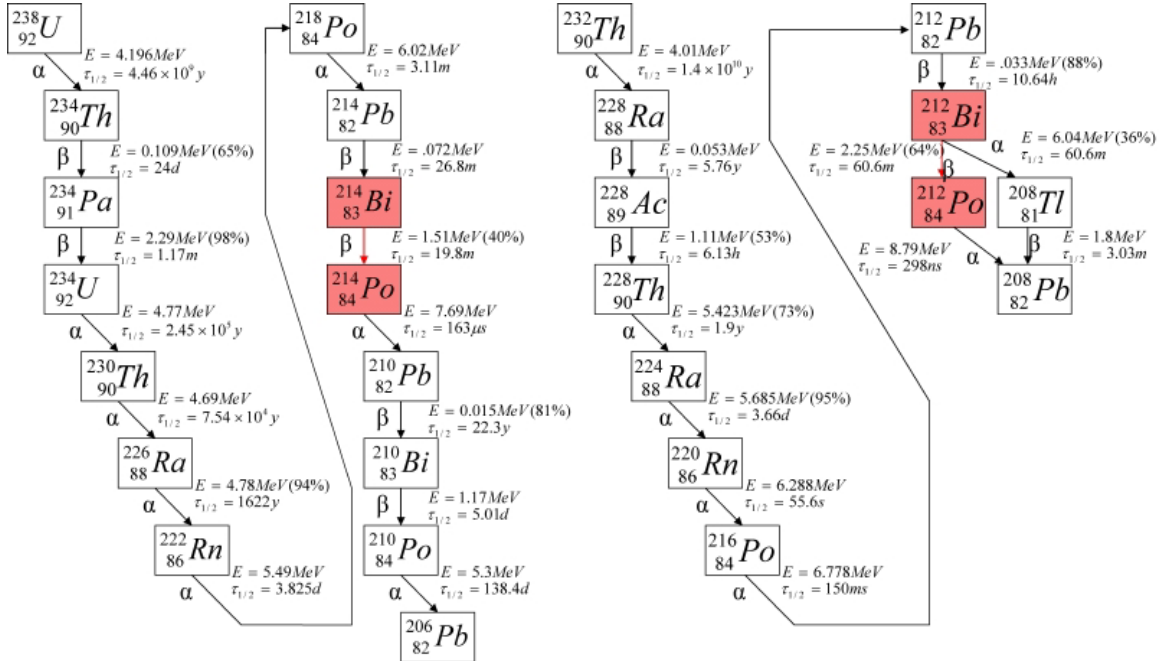 238
92 U
α
E = 4.196MeV
τ1/2 = 4.46 × 10⁹ y
234
90 Th
β
E = 0.109MeV(65%)
τ1/2 = 24d
234
91 Pa
β
E = 2.29MeV(98%)
τ1/2 = 1.17m
234
92 U
α
E = 4.77MeV
τ1/2 = 2.45 × 10⁵ y
230
90 Th
α
E = 4.69MeV
τ1/2 = 7.54 × 10⁴ y
226
88 Ra
α
E = 4.78MeV(94%)
τ1/2 = 1622y
222
86 Rn
α
E = 5.49MeV
τ1/2 = 3.825d
218
84 Po
α
E = 6.02MeV
τ1/2 = 3.11m
214
82 Pb
β
E = .072MeV
τ1/2 = 26.8m
214
83 Bi
β
E = 1.51MeV(40%)
τ1/2 = 19.8m
214
84 Po
α
E = 7.69MeV
τ1/2 = 163μs
210
82 Pb
β
E = 0.015MeV(81%)
τ1/2 = 22.3y
210
83 Bi
β
E = 1.17MeV
τ1/2 = 5.01d
210
84 Po
α
E = 5.3MeV
τ1/2 = 138.4d
206
82 Pb
232
90 Th
α
E = 4.01MeV
τ1/2 = 1.4 × 10¹⁰ y
228
88 Ra
β
E = 0.053MeV
τ1/2 = 5.76y
228
89 Ac
β
E = 1.11MeV(53%)
τ1/2 = 6.13h
228
90 Th
α
E = 5.423MeV(73%)
τ1/2 = 1.9y
224
88 Ra
α
E = 5.685MeV(95%)
τ1/2 = 3.66d
220
86 Rn
α
E = 6.288MeV
τ1/2 = 55.6s
216
84 Po
α
E = 6.778MeV
τ1/2 = 150ms
212
82 Pb
β
E = .033MeV(88%)
τ1/2 = 10.64h
212
83 Bi
α
E = 6.04MeV(36%)
τ1/2 = 60.6m
E = 2.25MeV(64%)
τ1/2 = 60.6m
β
212
84 Po
208
81 Tl
E = 8.79MeV
τ1/2 = 298ns
α
β
E = 1.8MeV
τ1/2 = 3.03m
208
82 Pb